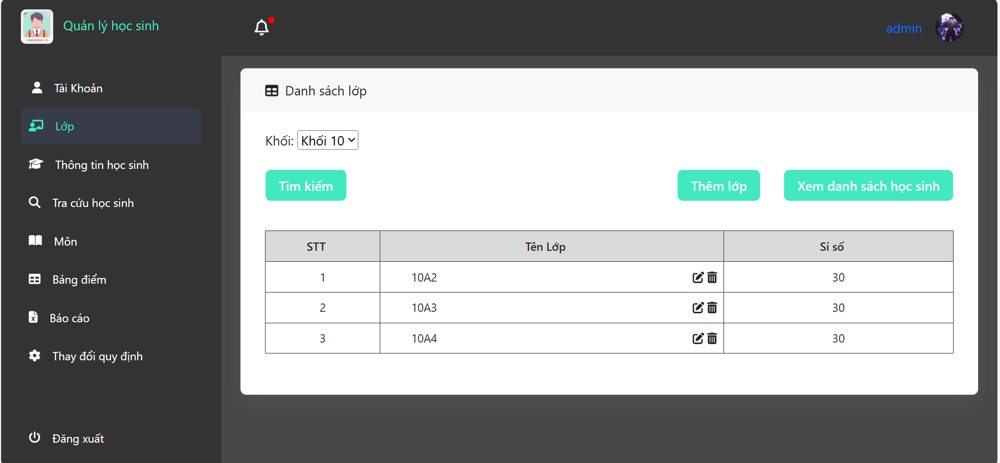 Quản lý học sinh
admin
Tài Khoản
Lớp
Thông tin học sinh
Tra cứu học sinh
Môn
Bảng điểm
Báo cáo
Thay đổi quy định
Đăng xuất
Danh sách lớp
Khối: Khối 10
Tìm kiếm Thêm lớp Xem danh sách học sinh
STT Tên Lớp Sỉ số
1 10A2 30
2 10A3 30
3 10A4 30